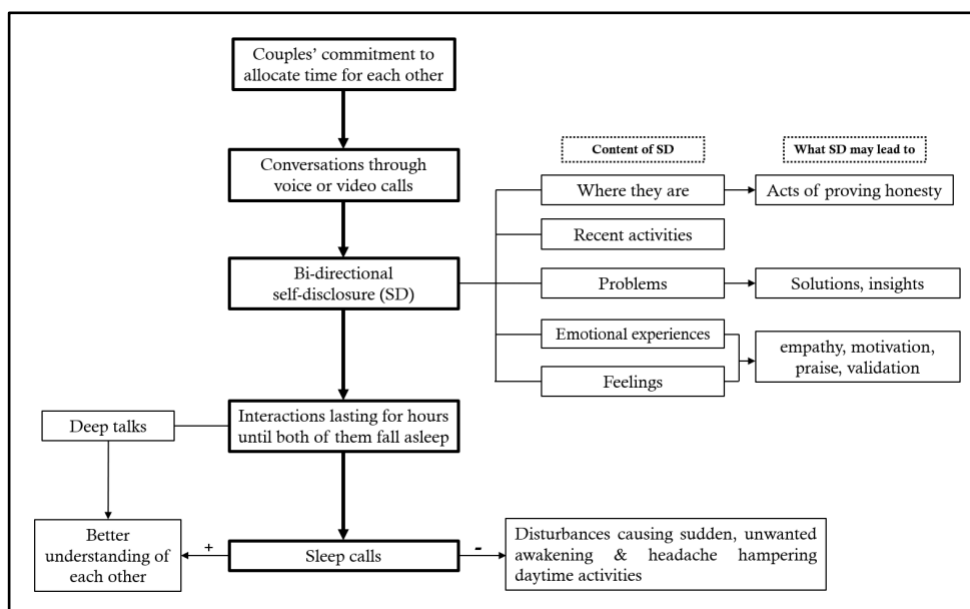 Couples' commitment to
allocate time for each other
Conversations through
voice or video calls
Content of SD
What SD may lead to
Where they are
Acts of proving honesty
Recent activities
Bi-directional
self-disclosure (SD)
Problems
Solutions, insights
Emotional experiences
empathy, motivation,
praise, validation
Feelings
Deep talks
Interactions lasting for hours
until both of them fall asleep
Better
understanding of
each other
+
Sleep calls
-
Disturbances causing sudden, unwanted
awakening & headache hampering
daytime activities